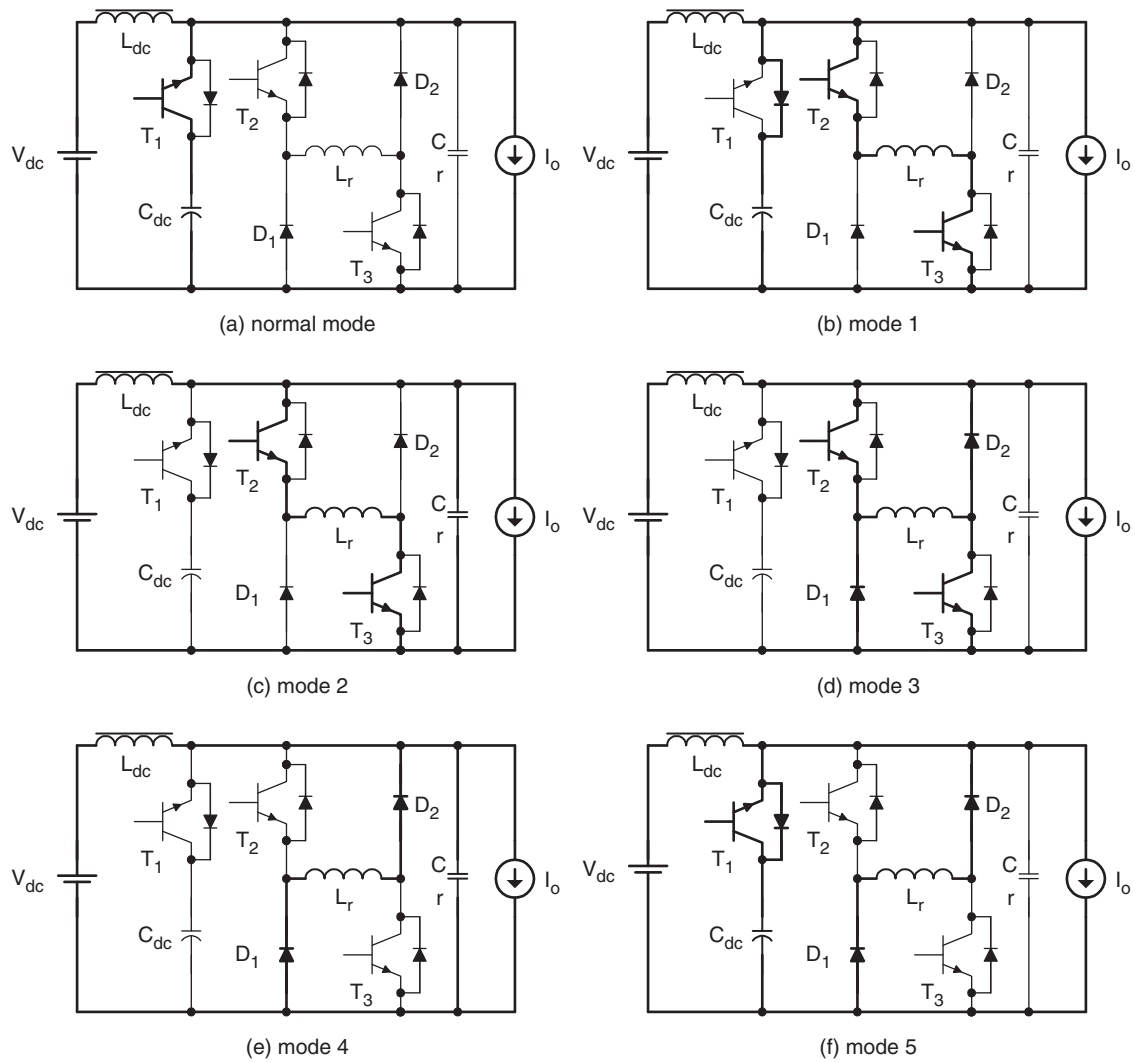 L_dc
T_1
T_2
D_2
V_dc
C
r
I_o
L_r
C_dc
D_1
T_3
(a) normal mode
L_dc
T_1
T_2
D_2
V_dc
C
r
I_o
L_r
C_dc
D_1
T_3
(b) mode 1
L_dc
T_1
T_2
D_2
V_dc
C
r
I_o
L_r
C_dc
D_1
T_3
(c) mode 2
L_dc
T_1
T_2
D_2
V_dc
C
r
I_o
L_r
C_dc
D_1
T_3
(d) mode 3
L_dc
T_1
T_2
D_2
V_dc
C
r
I_o
L_r
C_dc
D_1
T_3
(e) mode 4
L_dc
T_1
T_2
D_2
V_dc
C
r
I_o
L_r
C_dc
D_1
T_3
(f) mode 5